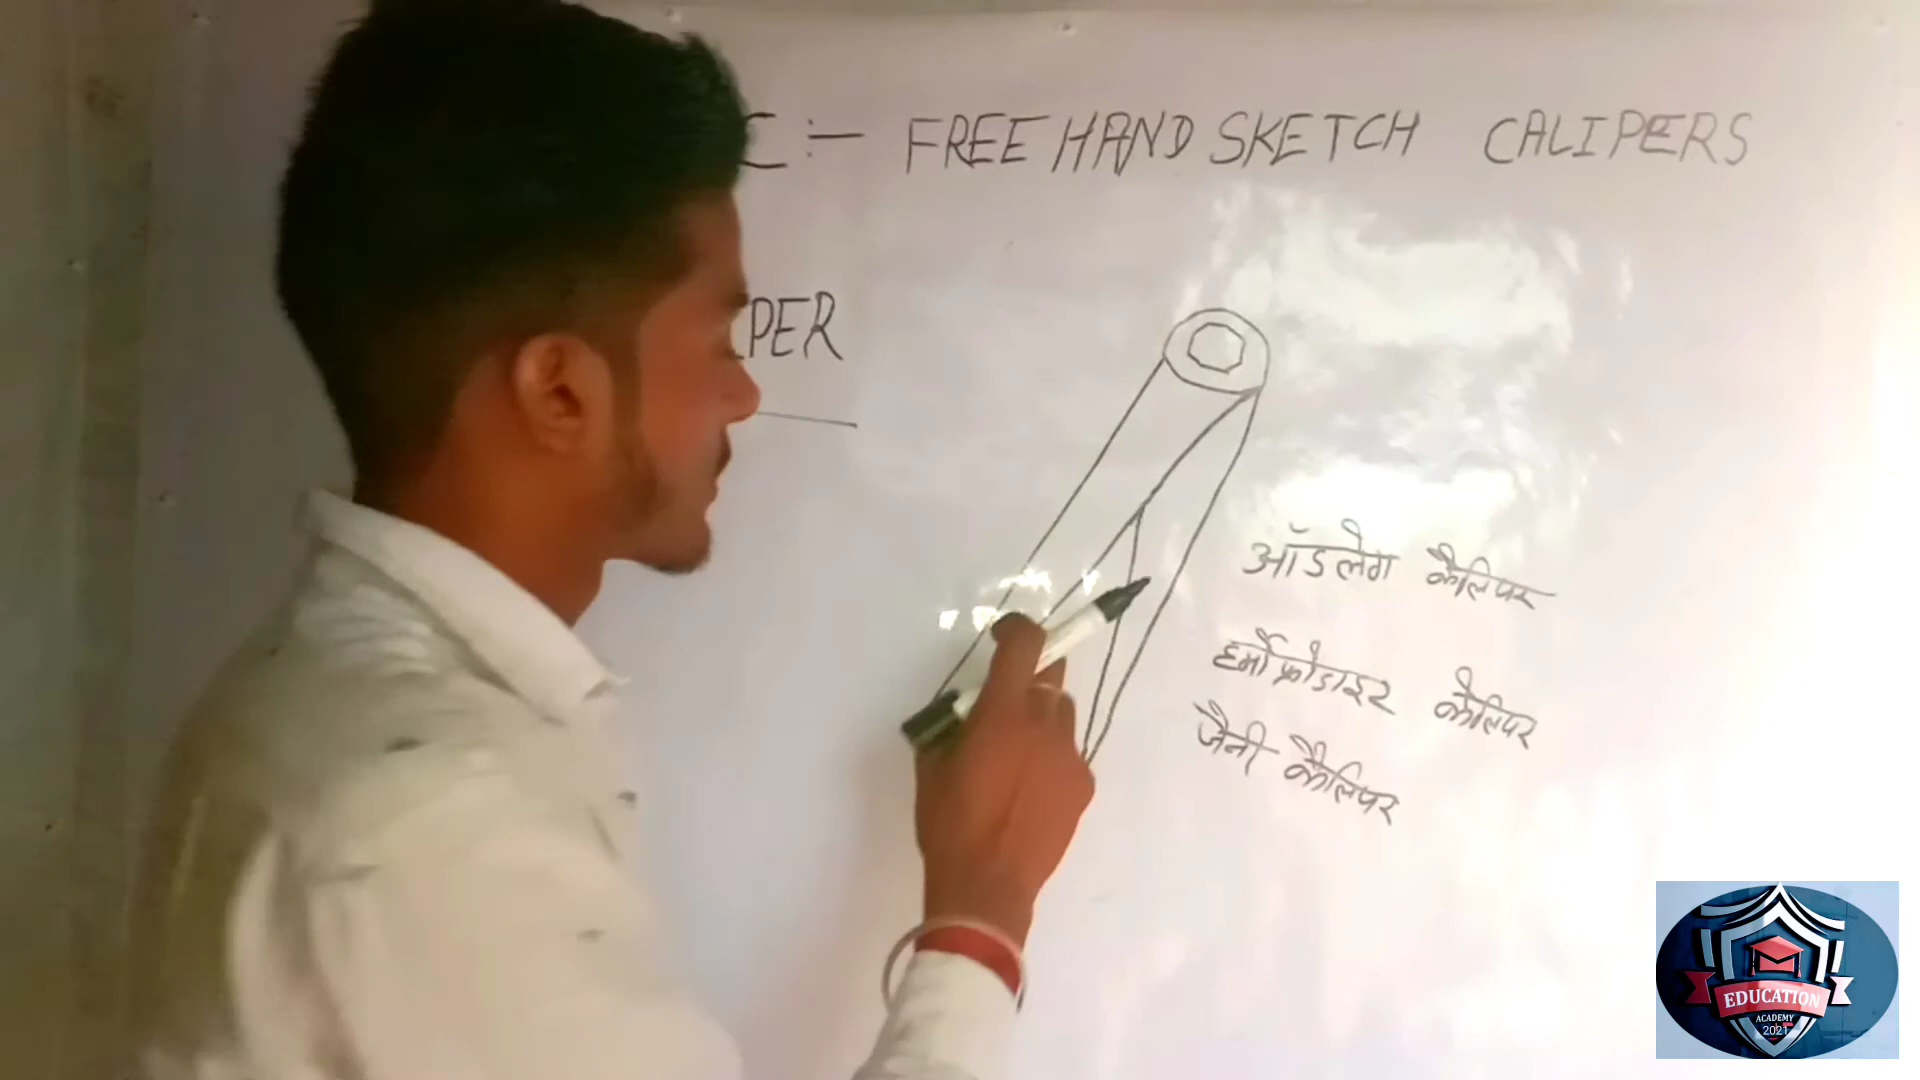 C:- FREE HAND SKETCH CALIPERS
PER
ऑडलेग कैलिपर
हर्मोफ्रोडाइट कैलिपर
जैनी कैलिपर
EDUCATION
ACADEMY
2021